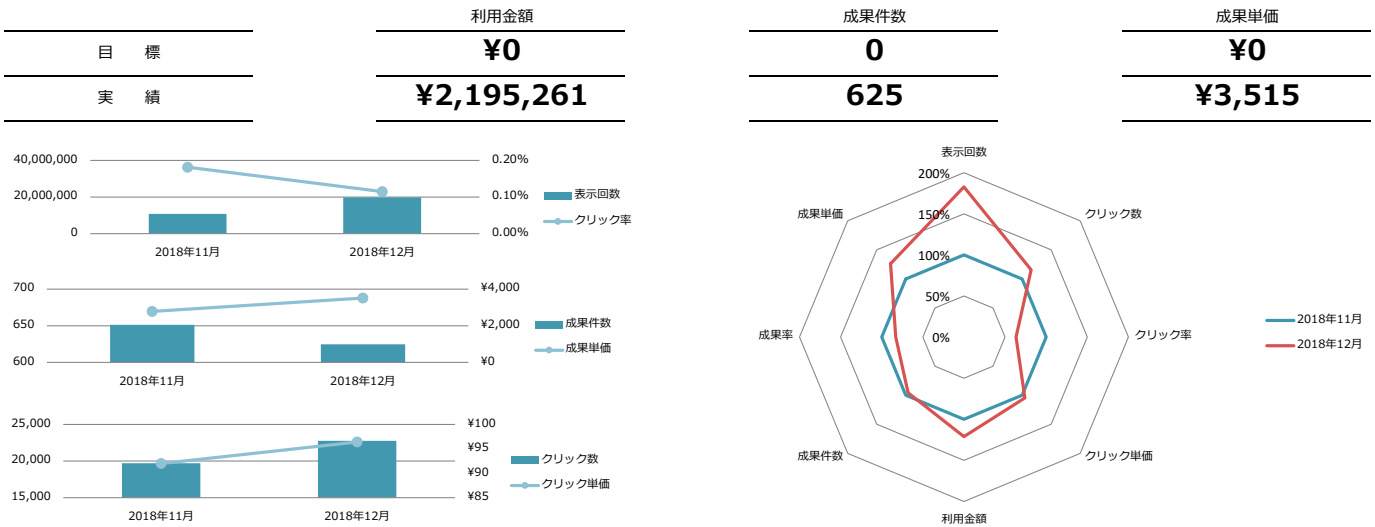 利用金額 成果件数 成果単価
目 標 ¥0 0 ¥0
実 績 ¥2,195,261 625 ¥3,515
40,000,000 0.20%
20,000,000 0.10%
0 0.00%
2018年11月 2018年12月
表示回数
クリック率
700 ¥4,000
650 ¥2,000
600 ¥0
2018年11月 2018年12月
成果件数
成果単価
25,000 ¥100
20,000 ¥95
¥90
15,000 ¥85
2018年11月 2018年12月
クリック数
クリック単価
表示回数
クリック数
クリック率
クリック単価
利用金額
成果件数
成果率
成果単価
200%
150%
100%
50%
0%
2018年11月
2018年12月